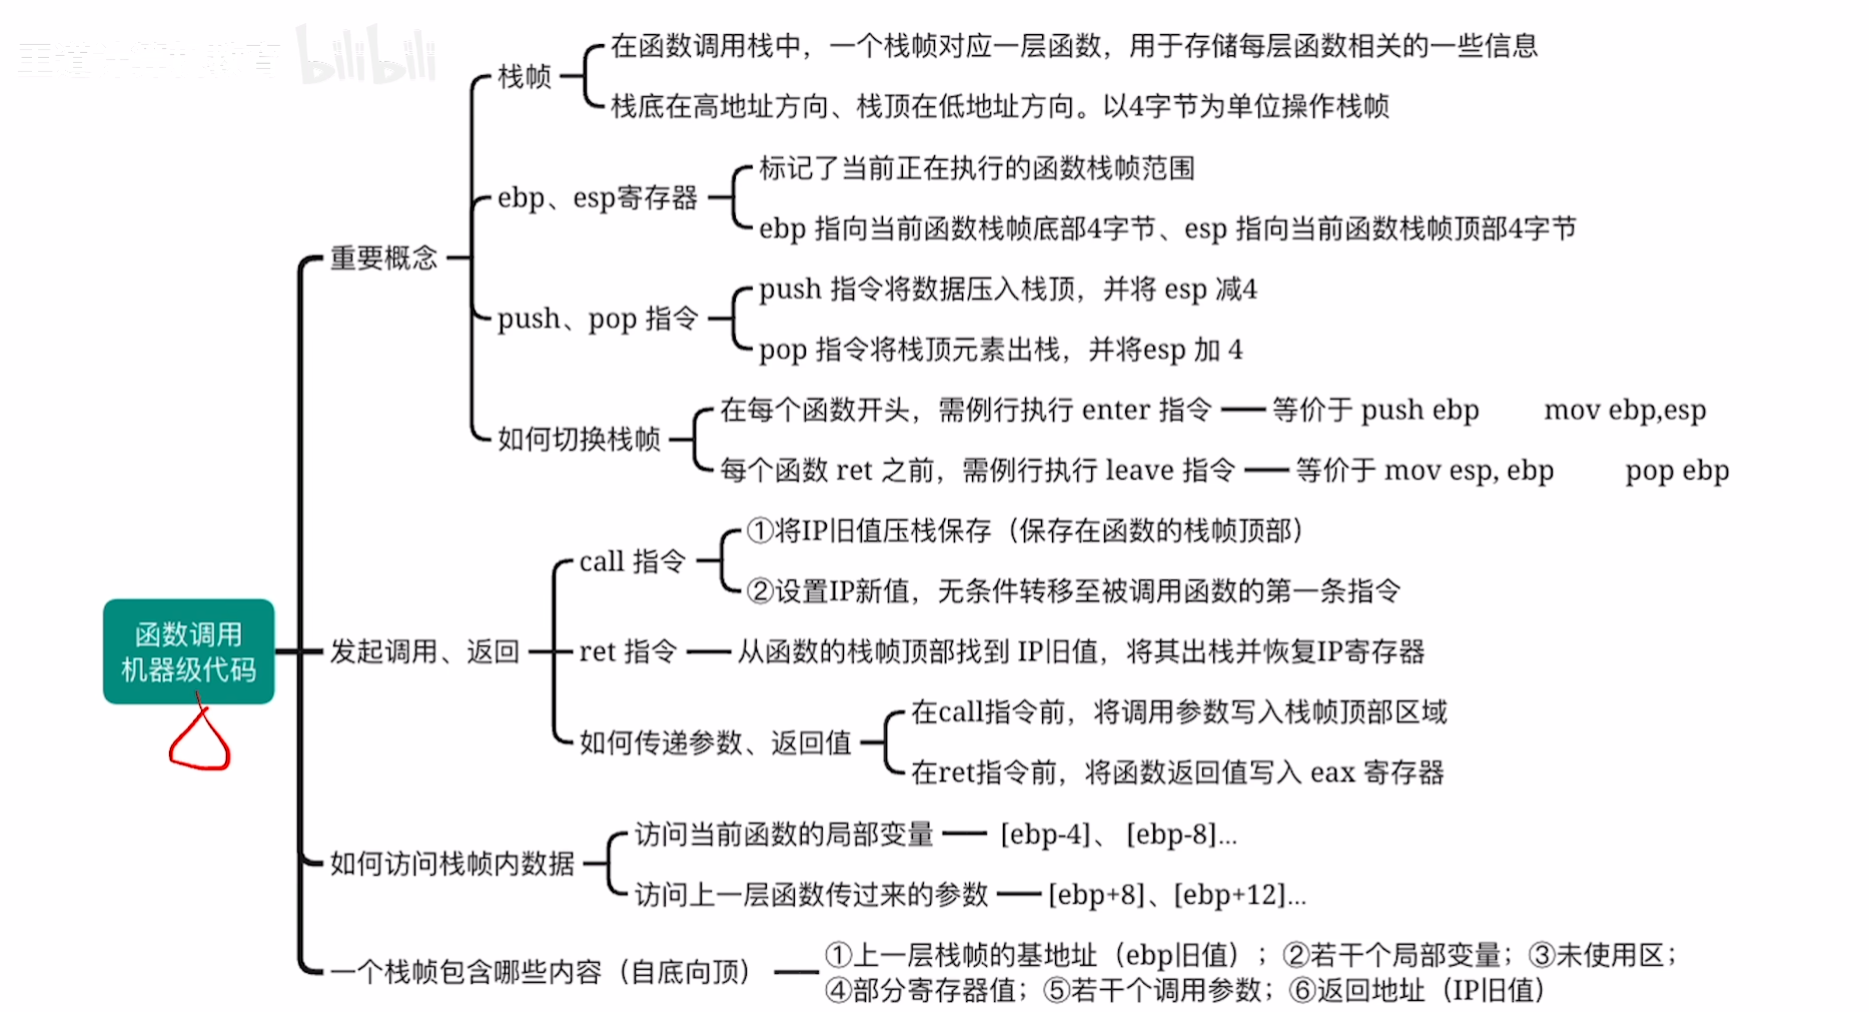 bilibili
在函数调用栈中，一个栈帧对应一层函数，用于存储每层函数相关的一些信息
栈帧
栈底在高地址方向、栈顶在低地址方向。以4字节为单位操作栈帧
标记了当前正在执行的函数栈帧范围
ebp、esp寄存器
ebp 指向当前函数栈帧底部4字节、esp 指向当前函数栈帧顶部4字节
重要概念
push 指令将数据压入栈顶，并将 esp 减4
push、pop 指令
pop 指令将栈顶元素出栈，并将esp 加 4
在每个函数开头，需例行执行 enter 指令 等价于 push ebp mov ebp,esp
如何切换栈帧
每个函数 ret 之前，需例行执行 leave 指令 等价于 mov esp, ebp pop ebp
①将IP旧值压栈保存（保存在函数的栈帧顶部）
call 指令
②设置IP新值，无条件转移至被调用函数的第一条指令
函数调用
机器级代码
发起调用、返回
ret 指令 从函数的栈帧顶部找到 IP旧值，将其出栈并恢复IP寄存器
在call指令前，将调用参数写入栈帧顶部区域
如何传递参数、返回值
在ret指令前，将函数返回值写入 eax 寄存器
访问当前函数的局部变量 [ebp-4]、 [ebp-8]...
如何访问栈帧内数据
访问上一层函数传过来的参数 [ebp+8]、[ebp+12]...
一个栈帧包含哪些内容（自底向顶）
①上一层栈帧的基地址（ebp旧值）；②若干个局部变量；③未使用区；
④部分寄存器值；⑤若干个调用参数；⑥返回地址（IP旧值）